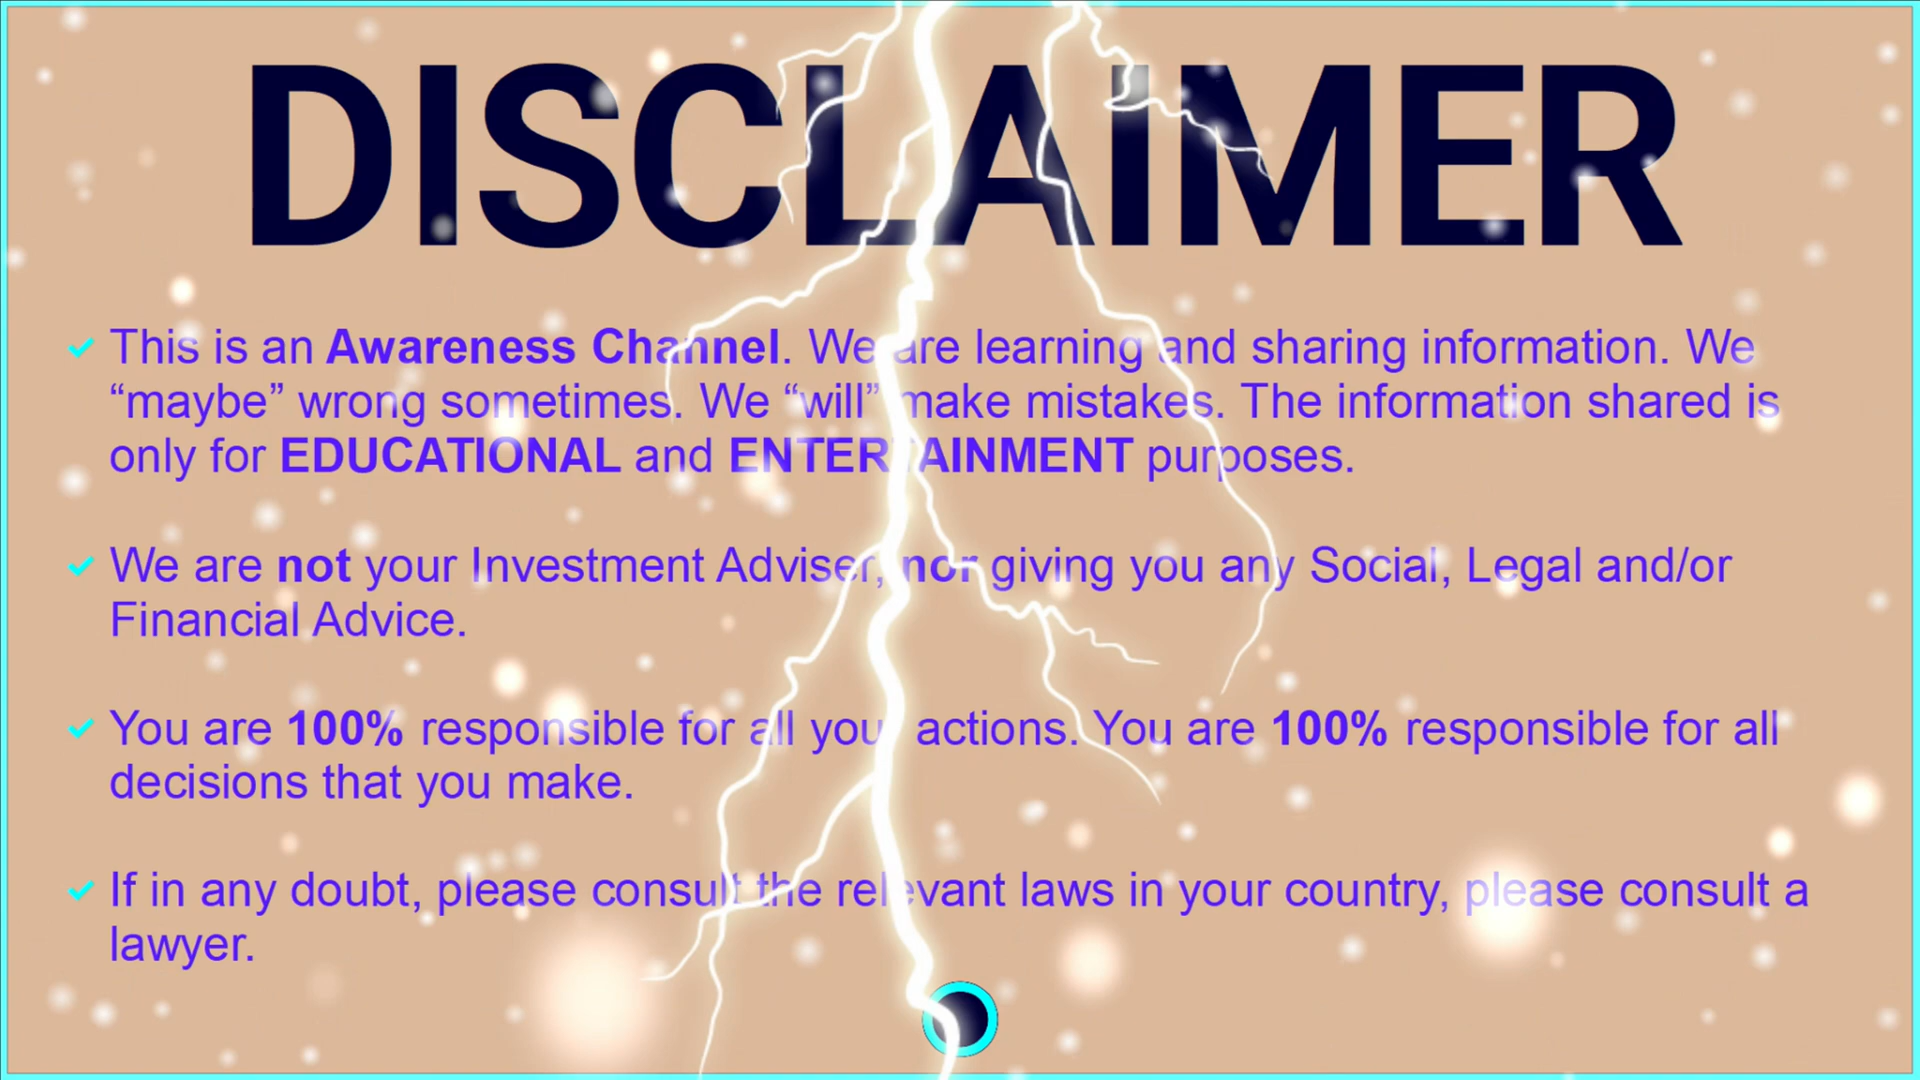 DISCLAIMER
This is an Awareness Channel. We are learning and sharing information. We
“maybe” wrong sometimes. We “will” make mistakes. The information shared is
only for EDUCATIONAL and ENTERTAINMENT purposes.
We are not your Investment Adviser, nor giving you any Social, Legal and/or
Financial Advice.
You are 100% responsible for all your actions. You are 100% responsible for all
decisions that you make.
If in any doubt, please consult the relevant laws in your country, please consult a
lawyer.